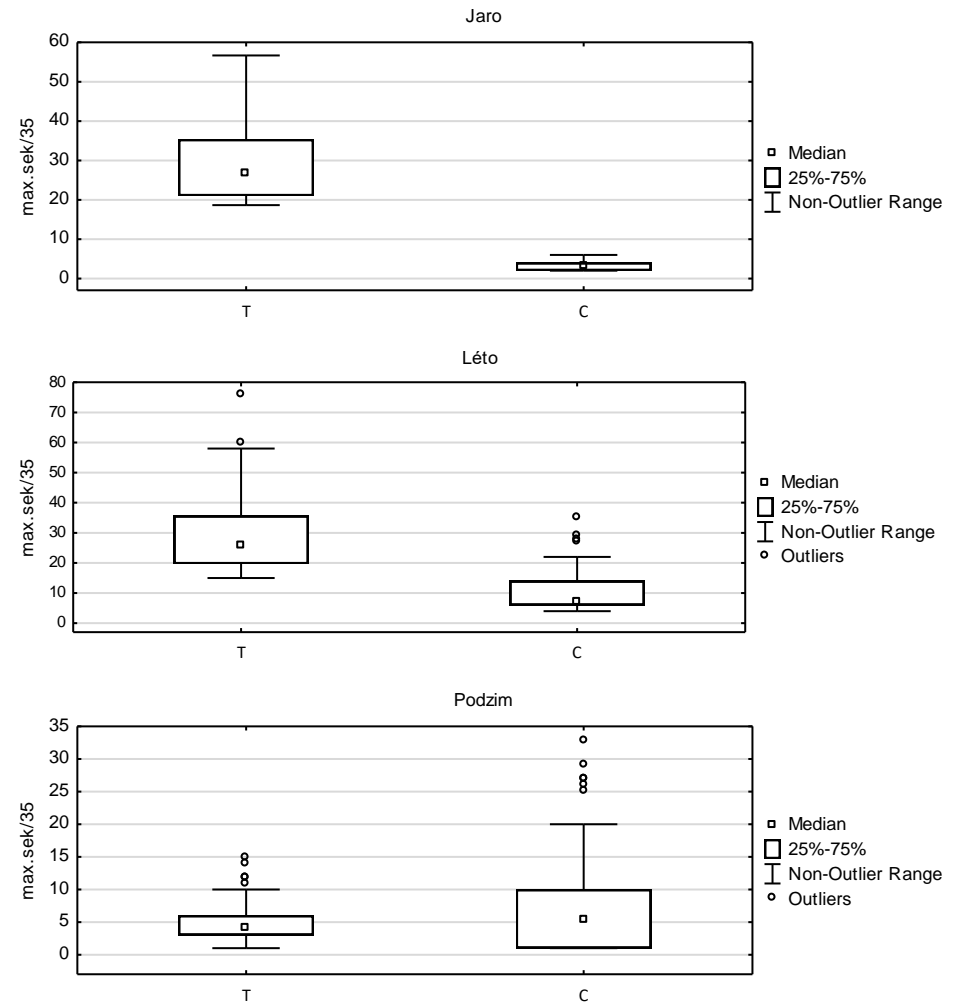 Jaro
60
50
40
30
20
10
0
max.sek/35
T C
Median
25%-75%
Non-Outlier Range
Léto
80
70
60
50
40
30
20
10
0
max.sek/35
T C
Median
25%-75%
Non-Outlier Range
Outliers
Podzim
35
30
25
20
15
10
5
0
max.sek/35
T C
Median
25%-75%
Non-Outlier Range
Outliers